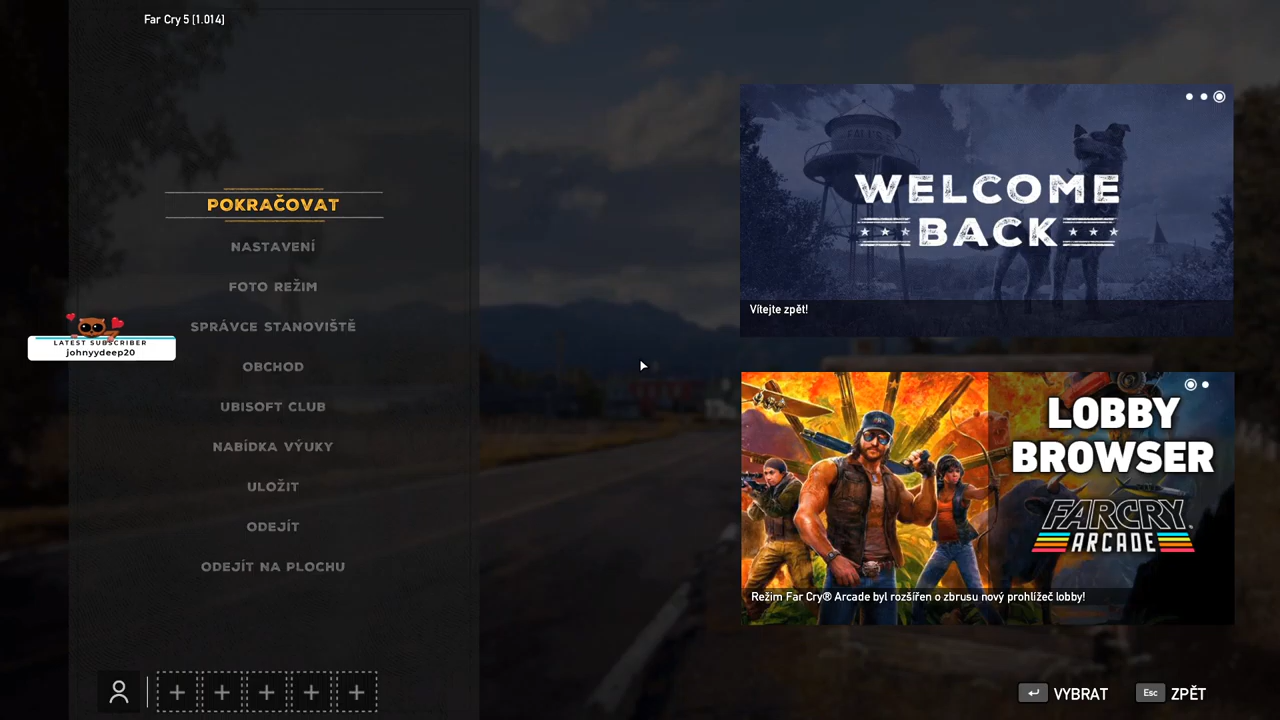 Far Cry 5 [1.014]
POKRAČOVAT
NASTAVENÍ
FOTO REŽIM
SPRÁVCE STANOVIŠTĚ
OBCHOD
UBISOFT CLUB
NABÍDKA VÝUKY
ULOŽIT
ODEJÍT
ODEJÍT NA PLOCHU
LATEST SUBSCRIBER
johnyydeep20
FALL'S
WELCOME
BACK
Vítejte zpět!
LOBBY
BROWSER
FARCRY
ARCADE
Režim Far Cry® Arcade byl rozšířen o zbrusu nový prohlížeč lobby!
VYBRAT
Esc ZPĚT